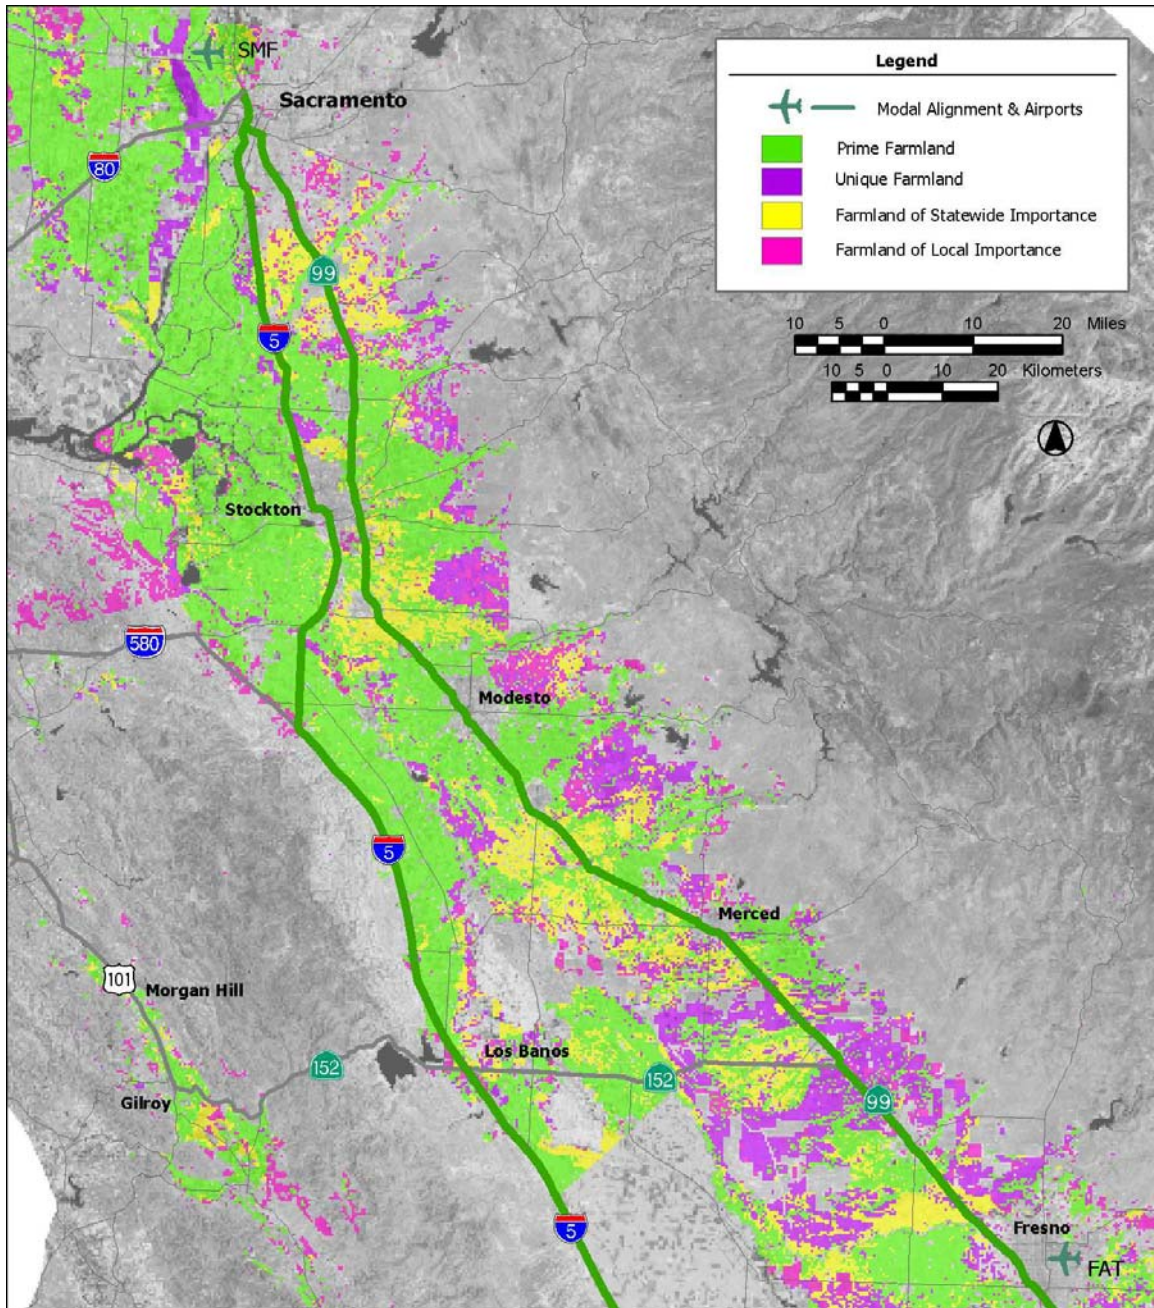 SMF
Sacramento
80
99
5
Stockton
580
Modesto
5
Merced
101
Morgan Hill
Los Banos
152
152
Gilroy
99
5
Fresno
FAT
Legend
Modal Alignment & Airports
Prime Farmland
Unique Farmland
Farmland of Statewide Importance
Farmland of Local Importance
10 5 0 10 20 Miles
10 5 0 10 20 Kilometers